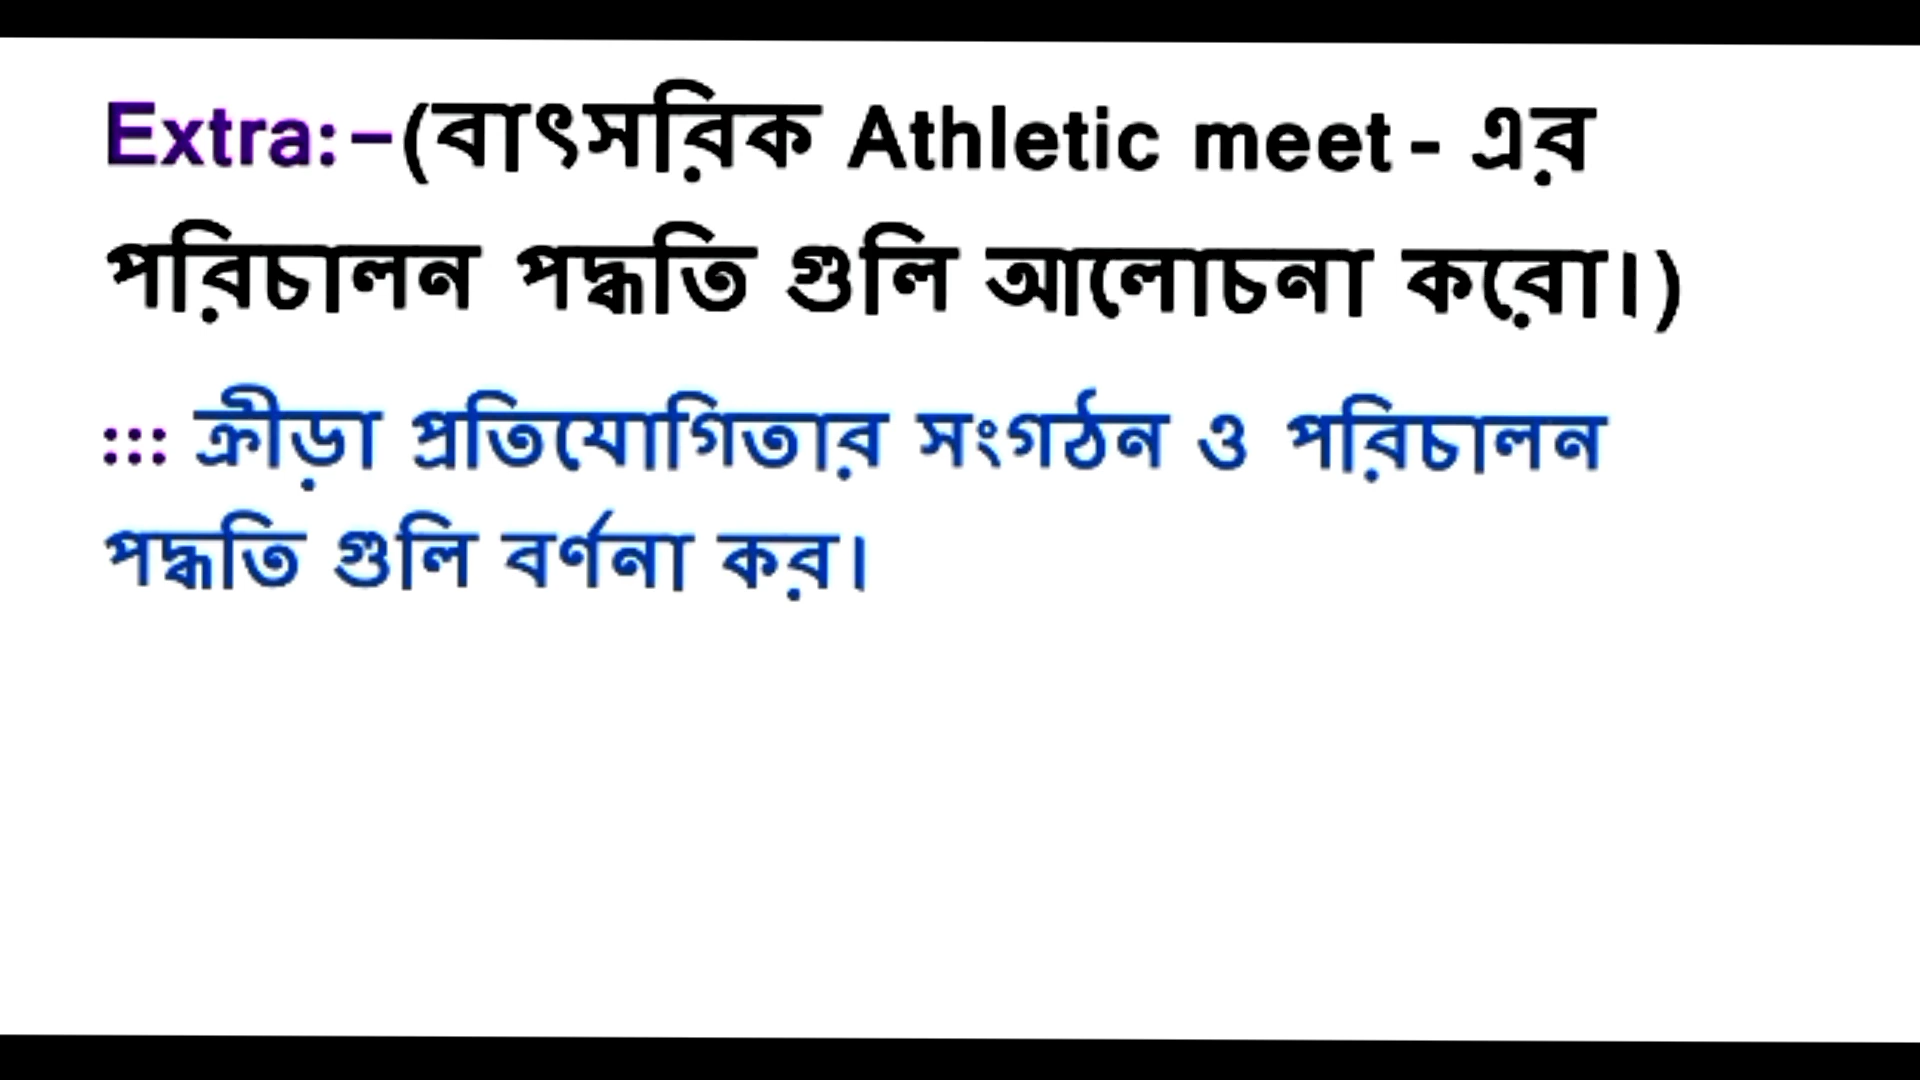 Extra:-(বাৎসরিক Athletic meet - এর
পরিচালন পদ্ধতি গুলি আলোচনা করো।)
::: ক্রীড়া প্রতিযোগিতার সংগঠন ও পরিচালন
পদ্ধতি গুলি বর্ণনা কর।